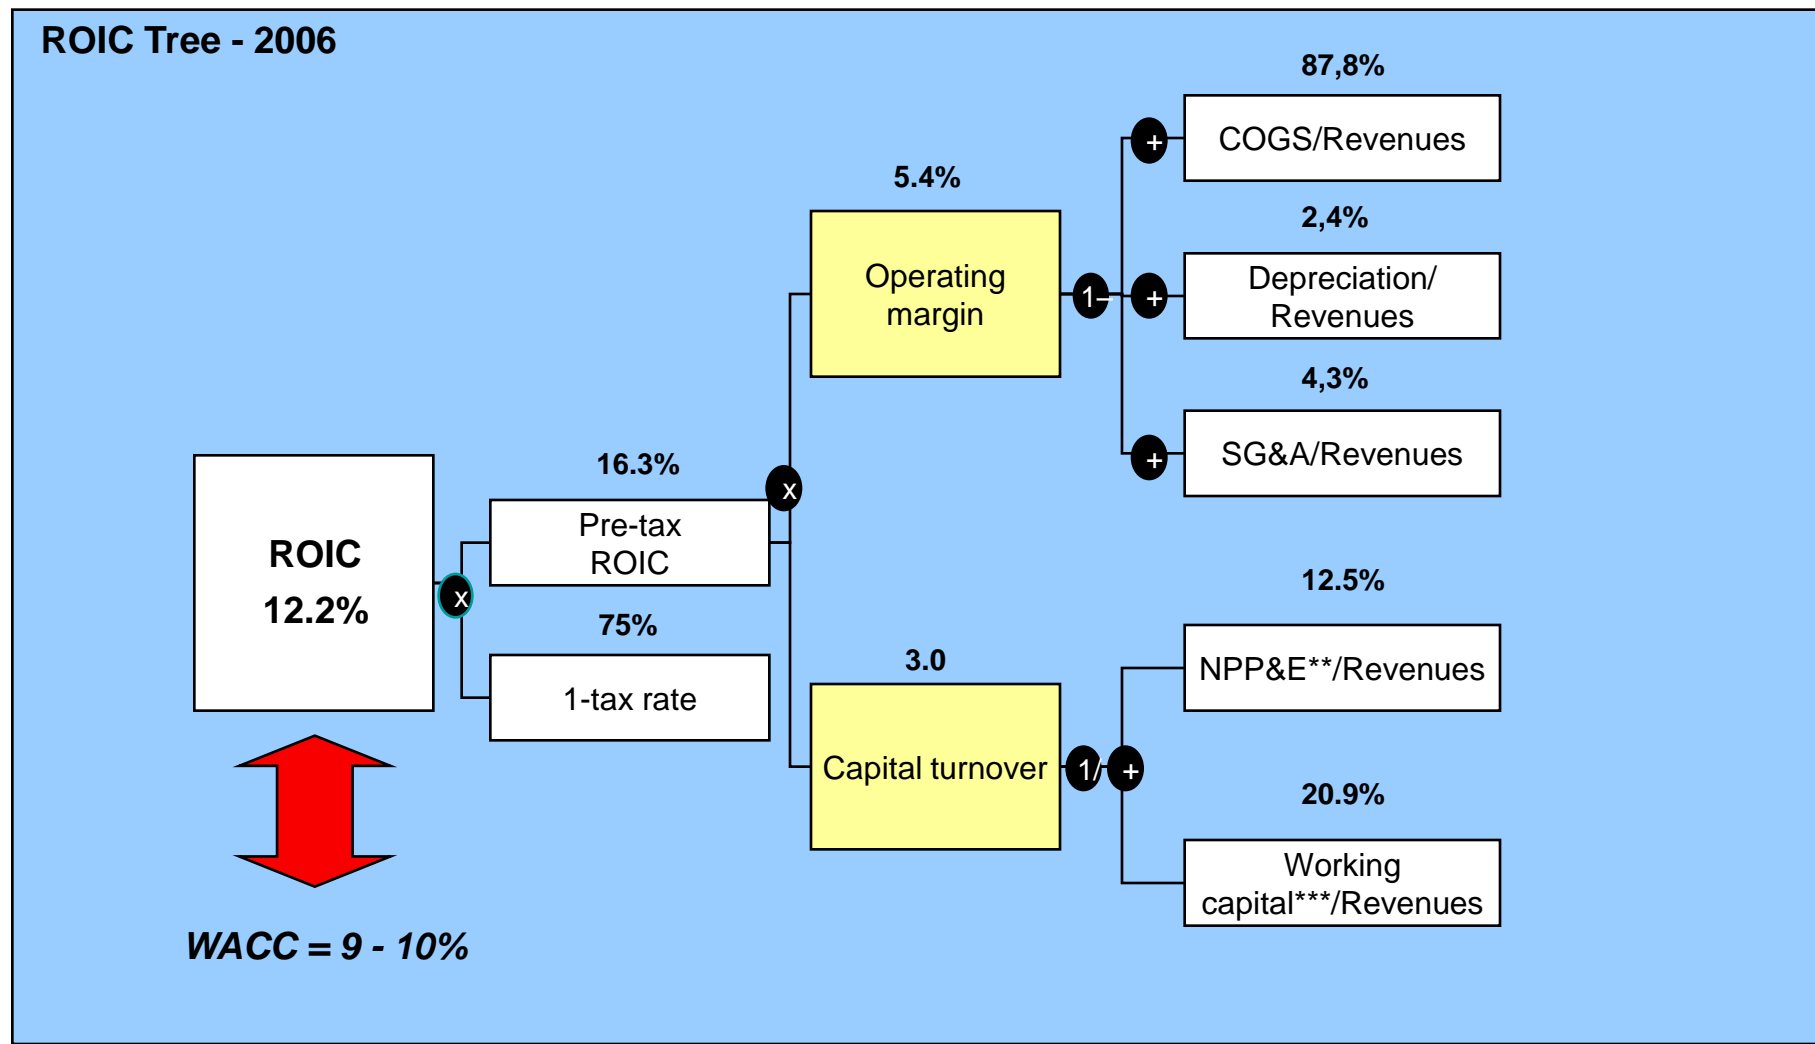 ROIC Tree - 2006
87,8%
+
COGS/Revenues
5.4%
2,4%
Operating
margin
1–
+
Depreciation/
Revenues
4,3%
+
SG&A/Revenues
16.3%
x
Pre-tax
ROIC
ROIC
12.2%
x
75%
1-tax rate
12.5%
NPP&E**/Revenues
3.0
Capital turnover
1/
+
20.9%
Working
capital***/Revenues
WACC = 9 - 10%